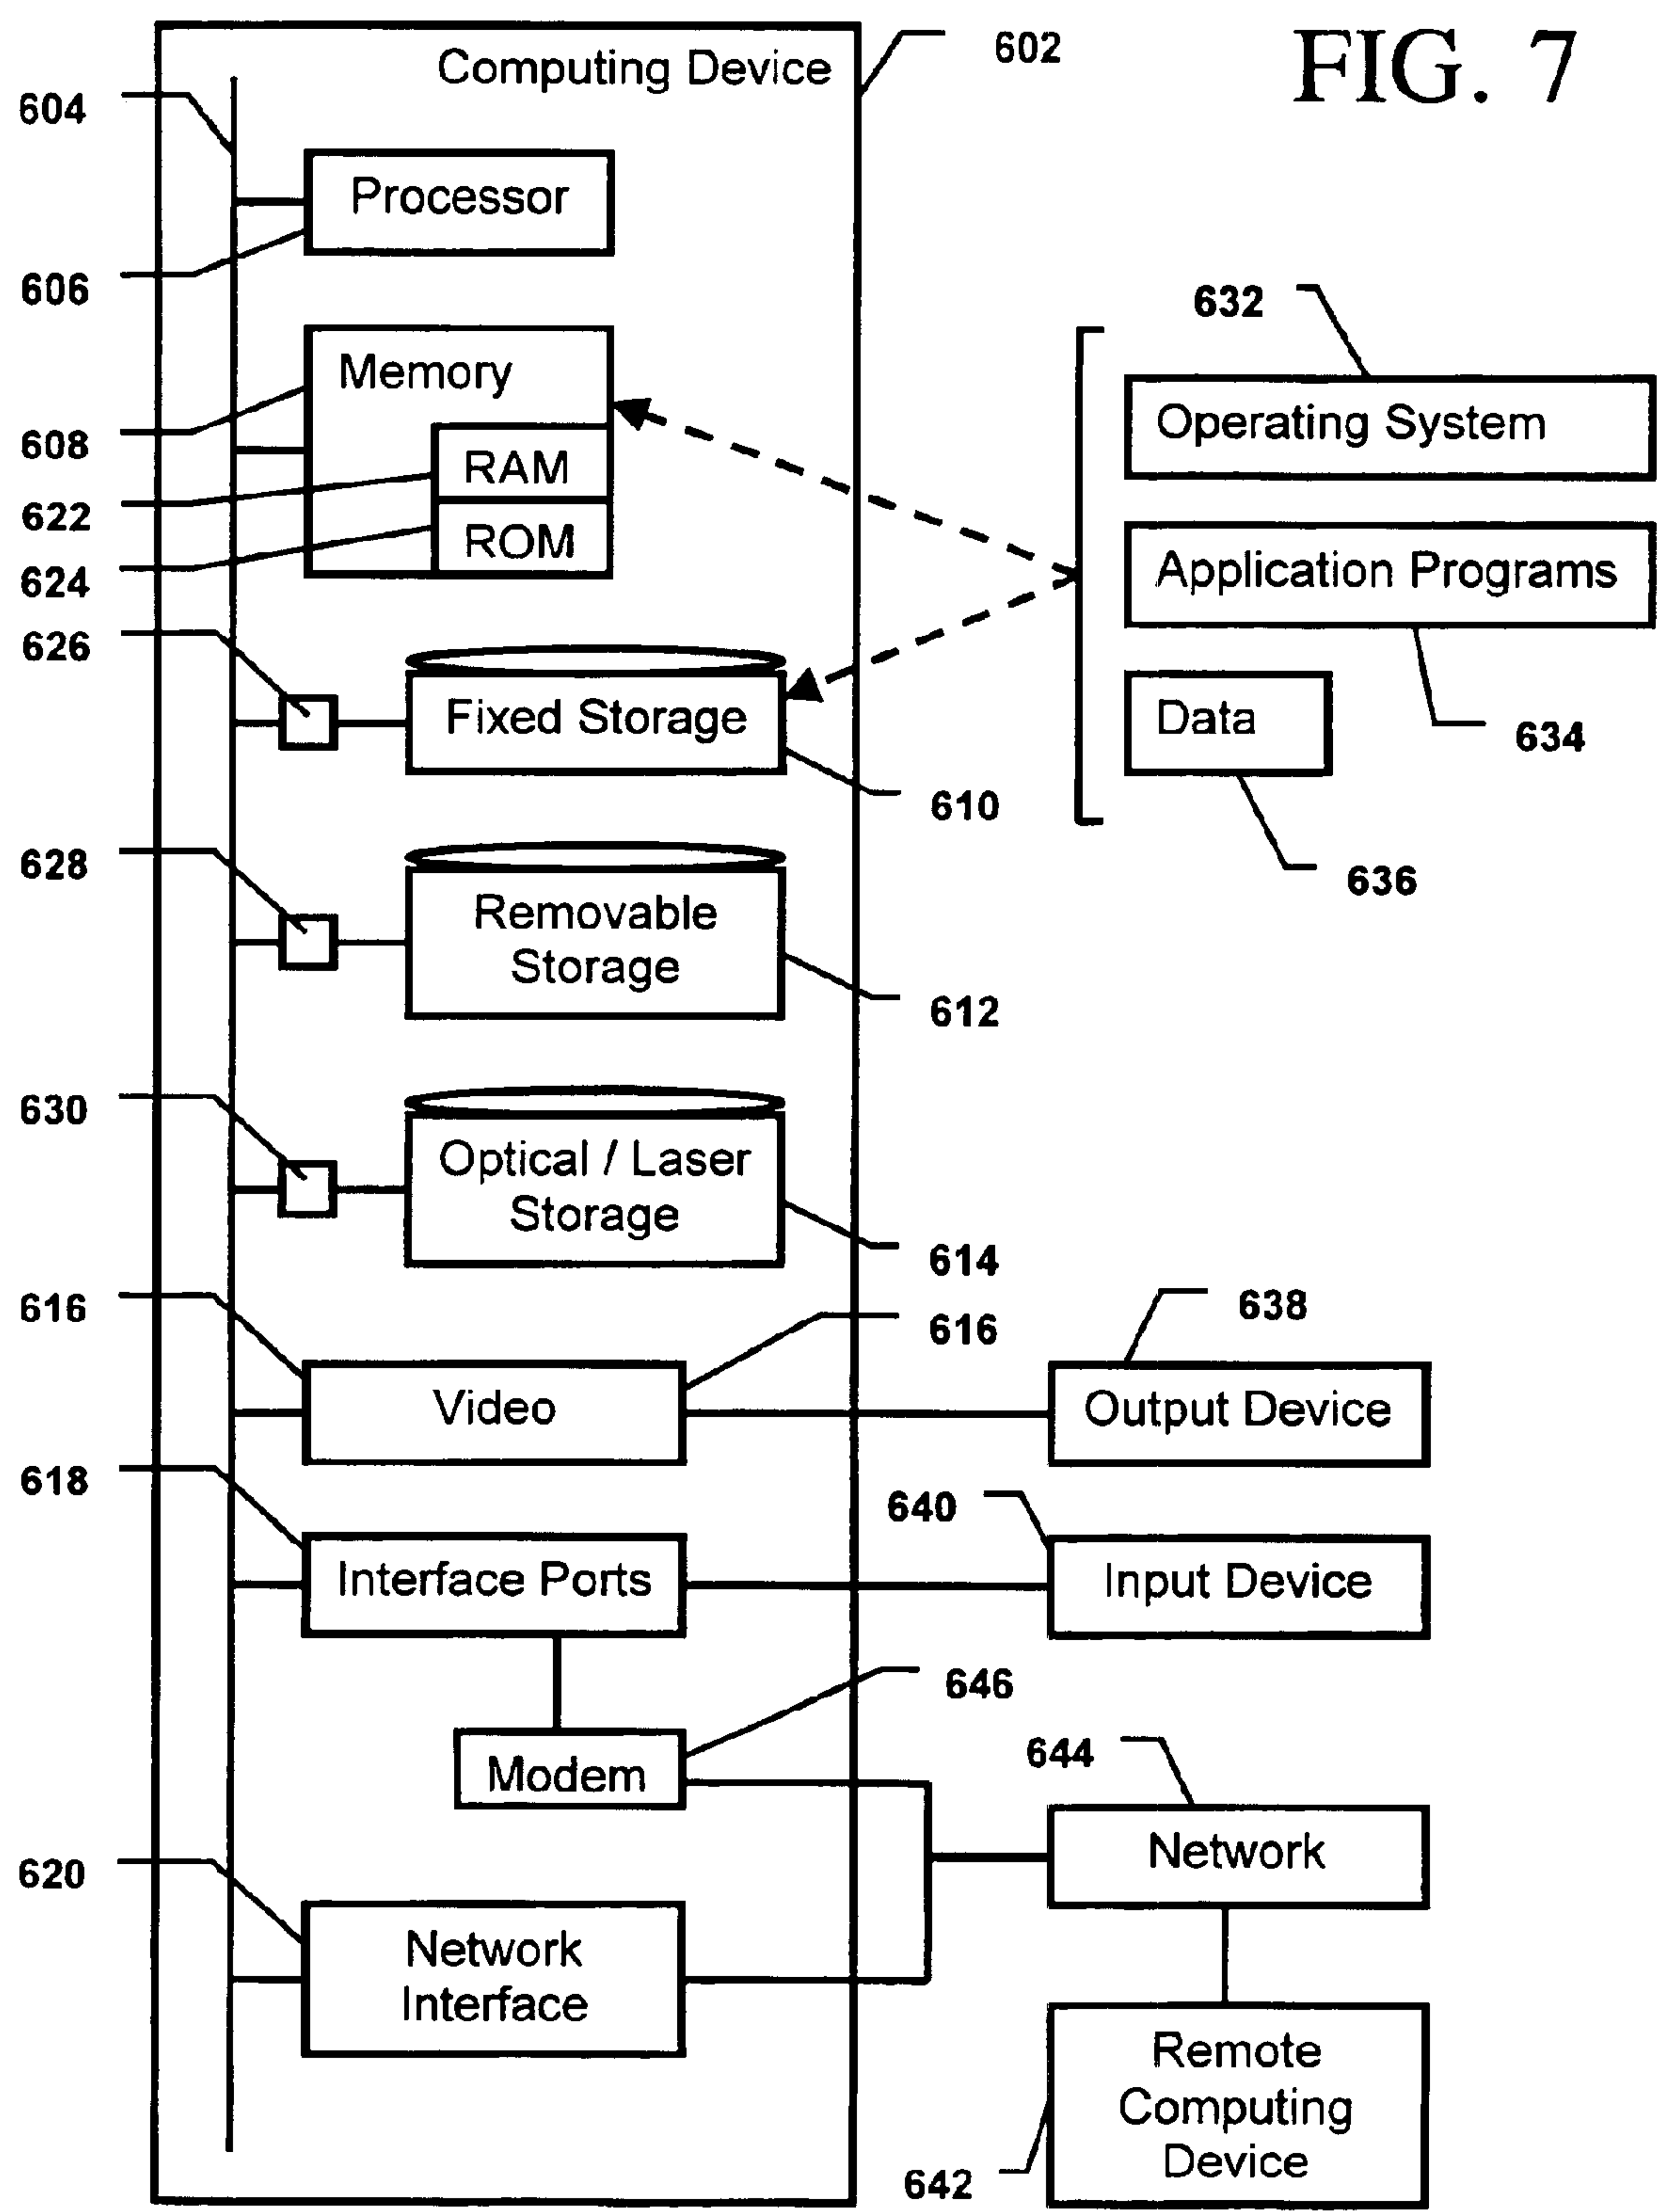 FIG. 7
Computing Device
602
604
Processor
606
Memory
608
RAM
622
ROM
624
632
Operating System
Application Programs
634
Data
636
626
Fixed Storage
610
628
Removable
Storage
612
630
Optical / Laser
Storage
614
616
616
Video
638
Output Device
618
Interface Ports
640
Input Device
646
Modem
644
Network
620
Network
Interface
Remote
Computing
Device
642